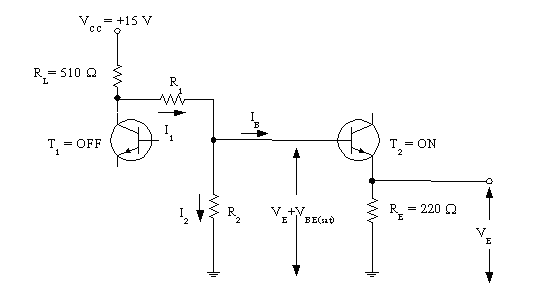 V_CC = +15 V
R_L = 510 Ω
R_1
I_1
T_1 = OFF
I_B
T_2 = ON
I_2
R_2
V_E+V_BE(sat)
R_E = 220 Ω
V_E